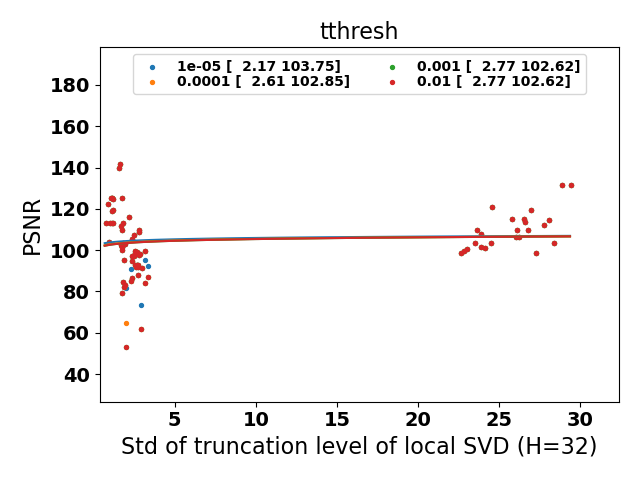 tthresh
1e-05 [  2.17 103.75]
0.0001 [  2.61 102.85]
0.001 [  2.77 102.62]
0.01 [  2.77 102.62]
180
160
140
120
100
80
60
40
PSNR
5 10 15 20 25 30
Std of truncation level of local SVD (H=32)